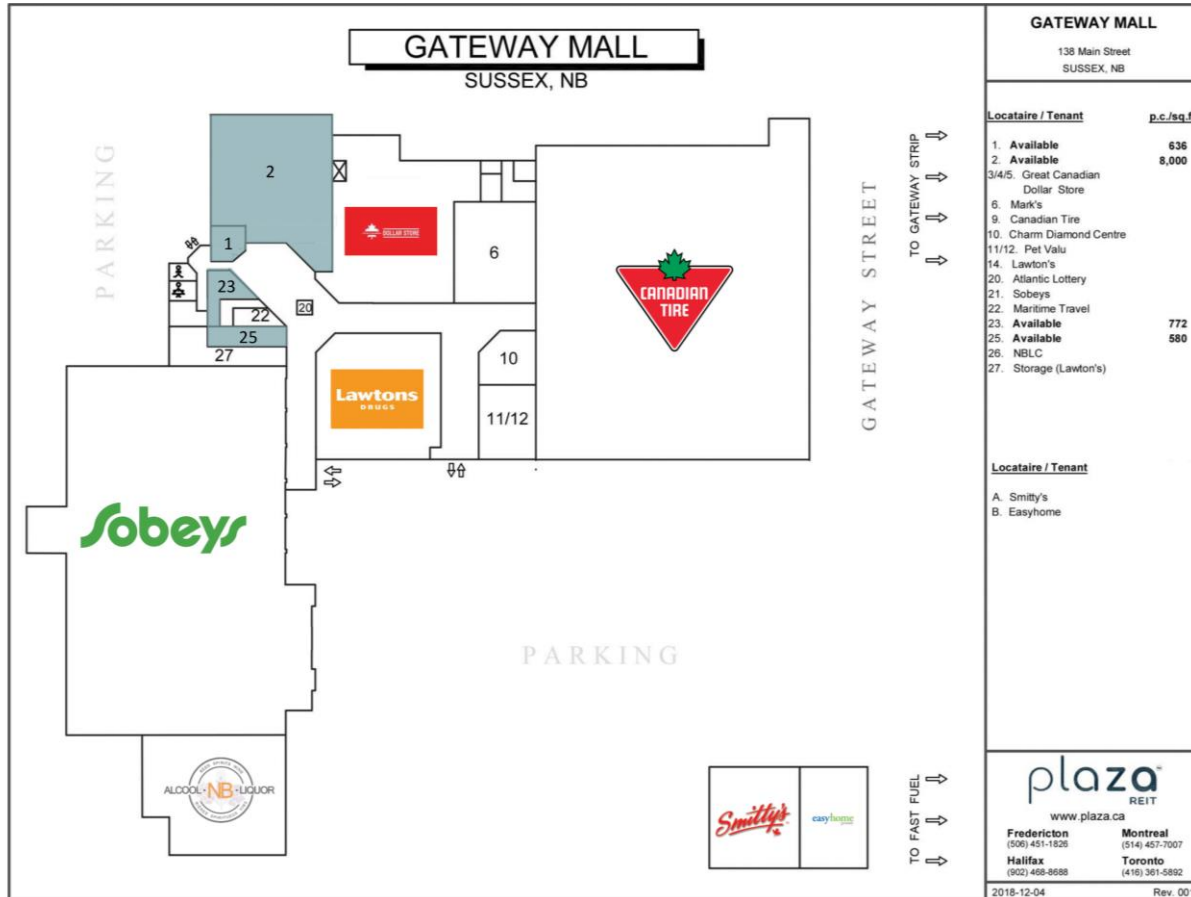 GATEWAY MALL
SUSSEX, NB
PARKING
2
1
DOLLAR STORE
6
CANADIAN
TIRE
TO GATEWAY STRIP
GATEWAY STREET
23
22
20
25
27
Lawtons
DRUGS
10
11/12
Sobeys
PARKING
ALCOOL · NB · LIQUOR
Smitty's
easyhome
TO FAST FUEL
GATEWAY MALL
138 Main Street
SUSSEX, NB
Locataire / Tenant p.c./sq.f
1. Available 636
2. Available 8,000
3/4/5. Great Canadian
Dollar Store
6. Mark's
9. Canadian Tire
10. Charm Diamond Centre
11/12. Pet Valu
14. Lawton's
20. Atlantic Lottery
21. Sobeys
22. Maritime Travel
23. Available 772
25. Available 580
26. NBLC
27. Storage (Lawton's)
Locataire / Tenant
A. Smitty's
B. Easyhome
plaza
REIT
www.plaza.ca
Fredericton Montreal
(506) 451-1826 (514) 457-7007
Halifax Toronto
(902) 468-8688 (416) 361-5892
2018-12-04 Rev. 001